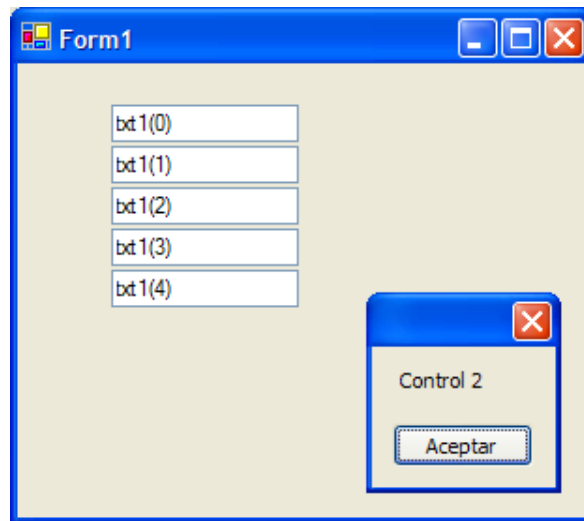 Form1
txt1(0)
txt1(1)
txt1(2)
txt1(3)
txt1(4)
Control 2
Aceptar